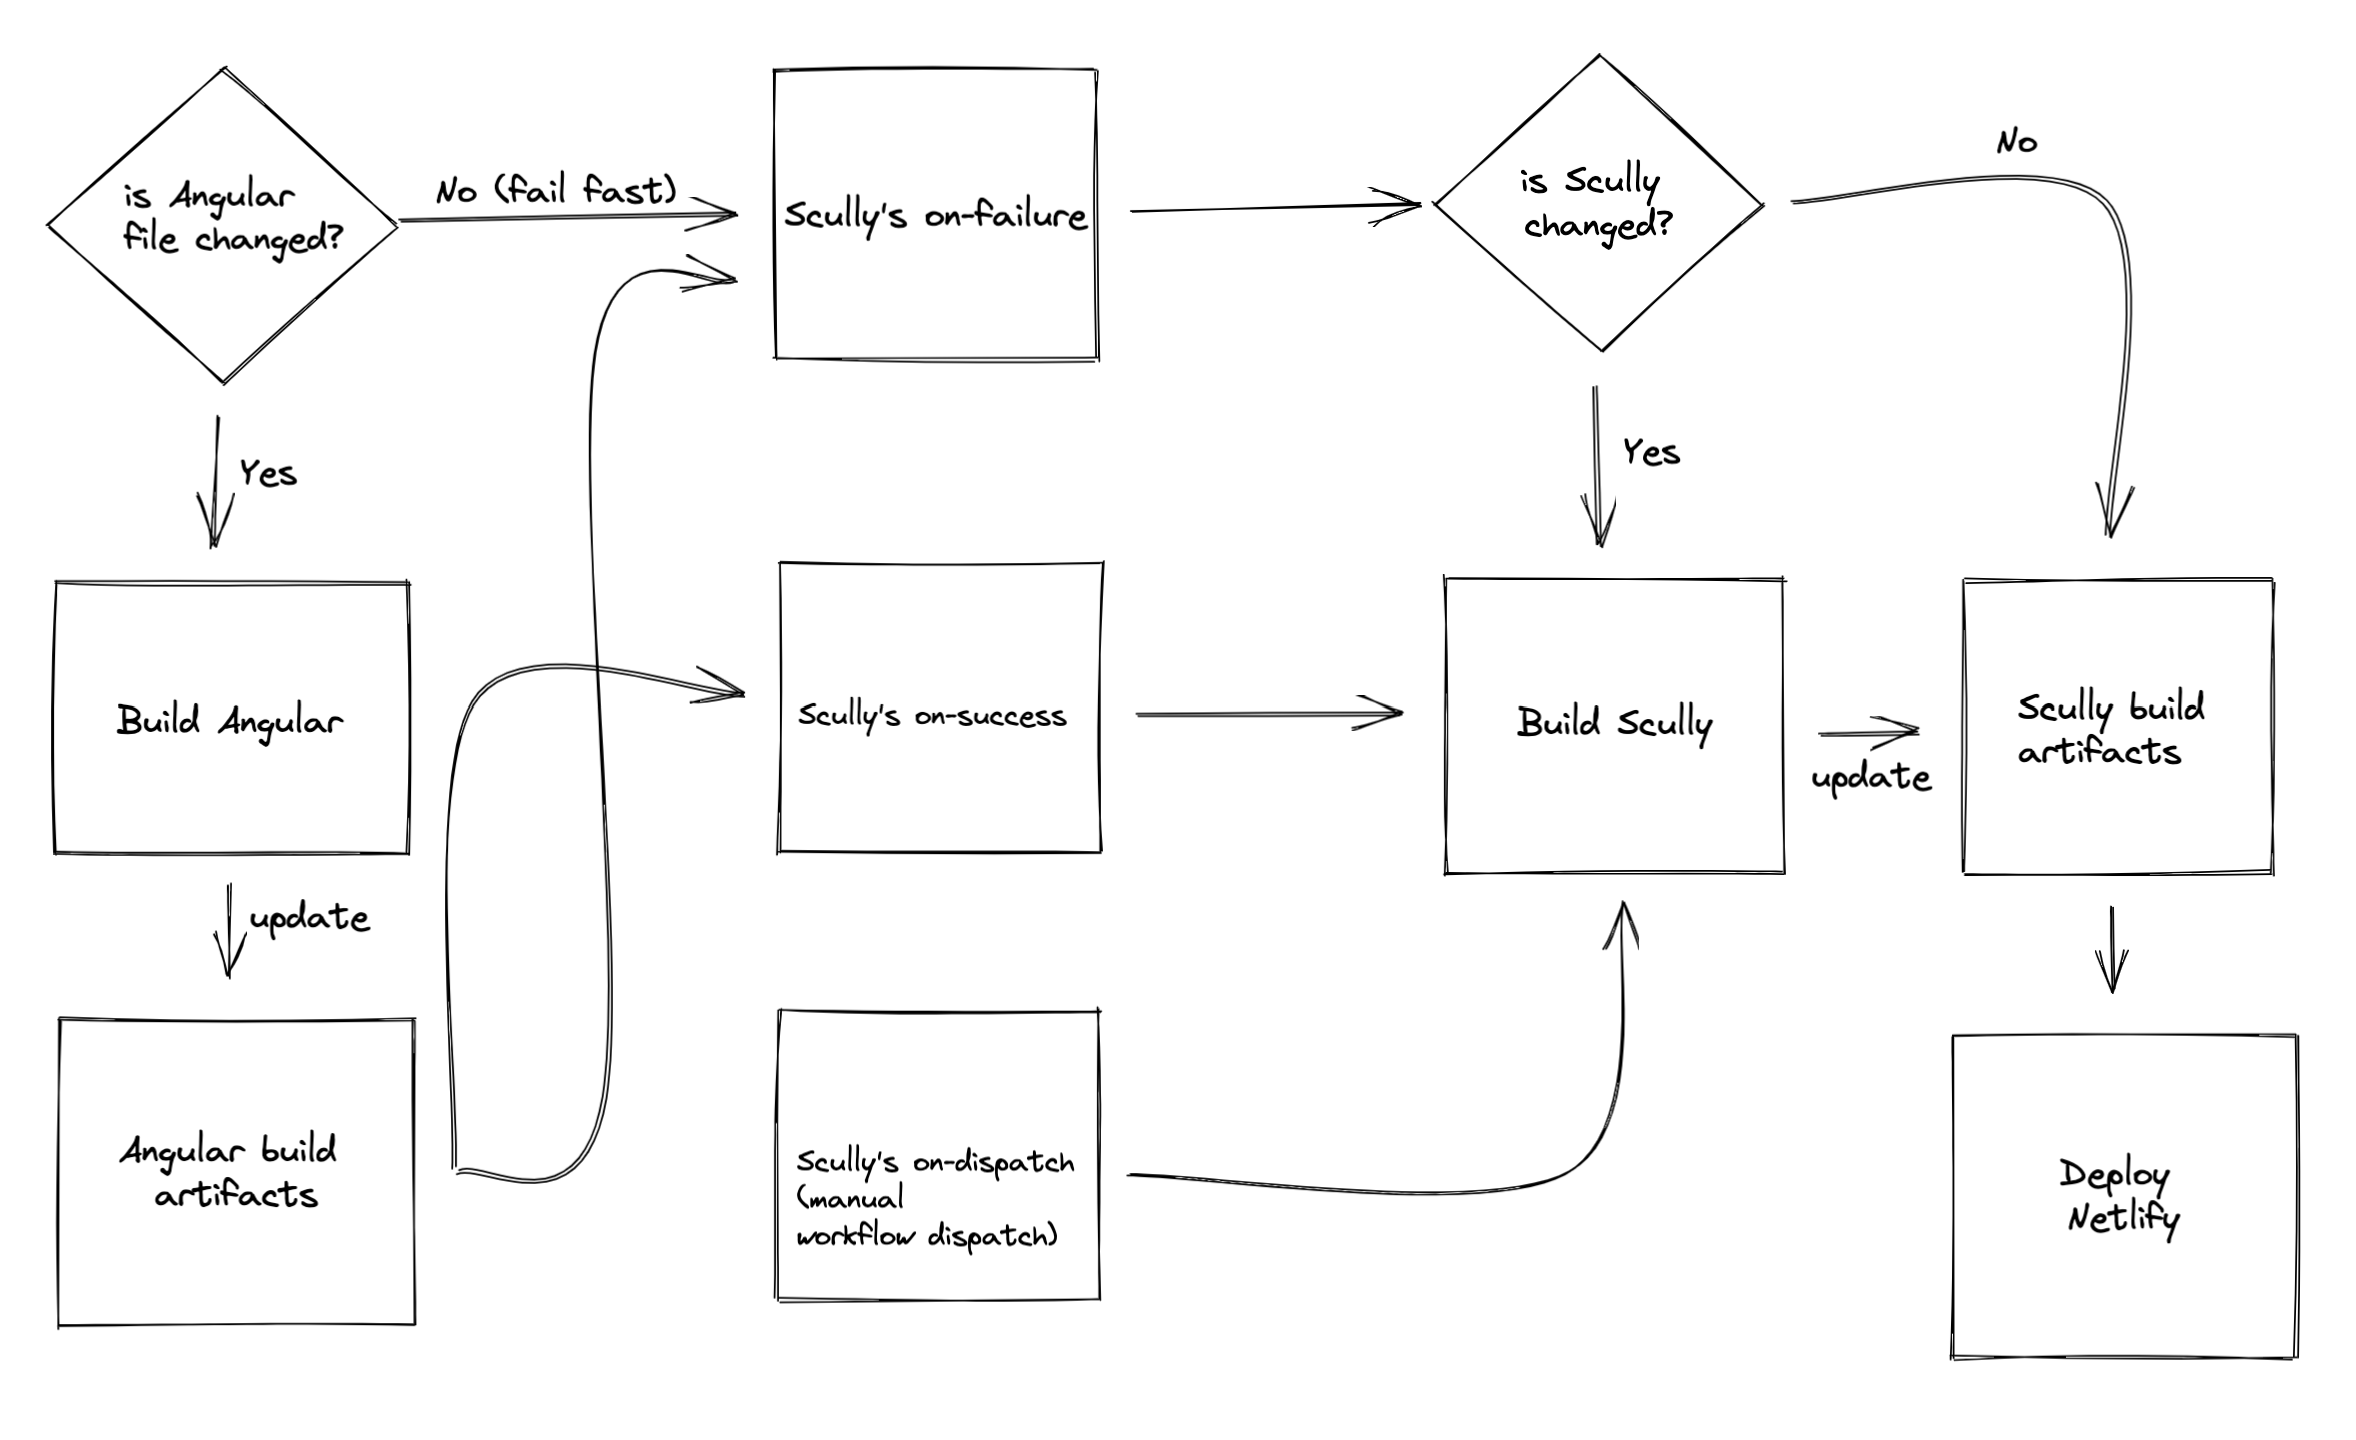 is Angular
file changed?
No (fail fast)
Scully's on-failure
is Scully
changed?
No
Yes
Yes
Build Angular
Scully's on-success
Build Scully
update
Scully build
artifacts
update
Angular build
artifacts
Scully's on-dispatch
(manual
workflow dispatch)
Deploy
Netlify